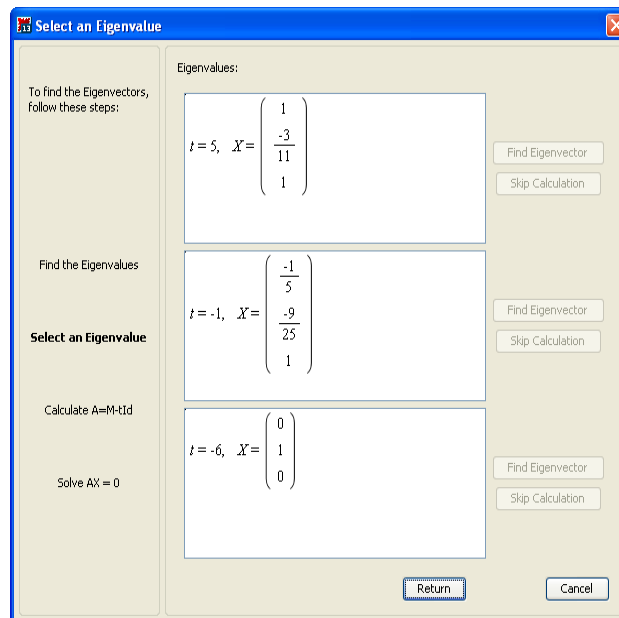 Select an Eigenvalue
To find the Eigenvectors,
follow these steps:
Find the Eigenvalues
Select an Eigenvalue
Calculate A=M-tId
Solve AX = 0
Eigenvalues:
t = 5, X =
1
-3
11
1
Find Eigenvector
Skip Calculation
t = -1, X =
-1
5
-9
25
1
Find Eigenvector
Skip Calculation
t = -6, X =
0
1
0
Find Eigenvector
Skip Calculation
Return
Cancel